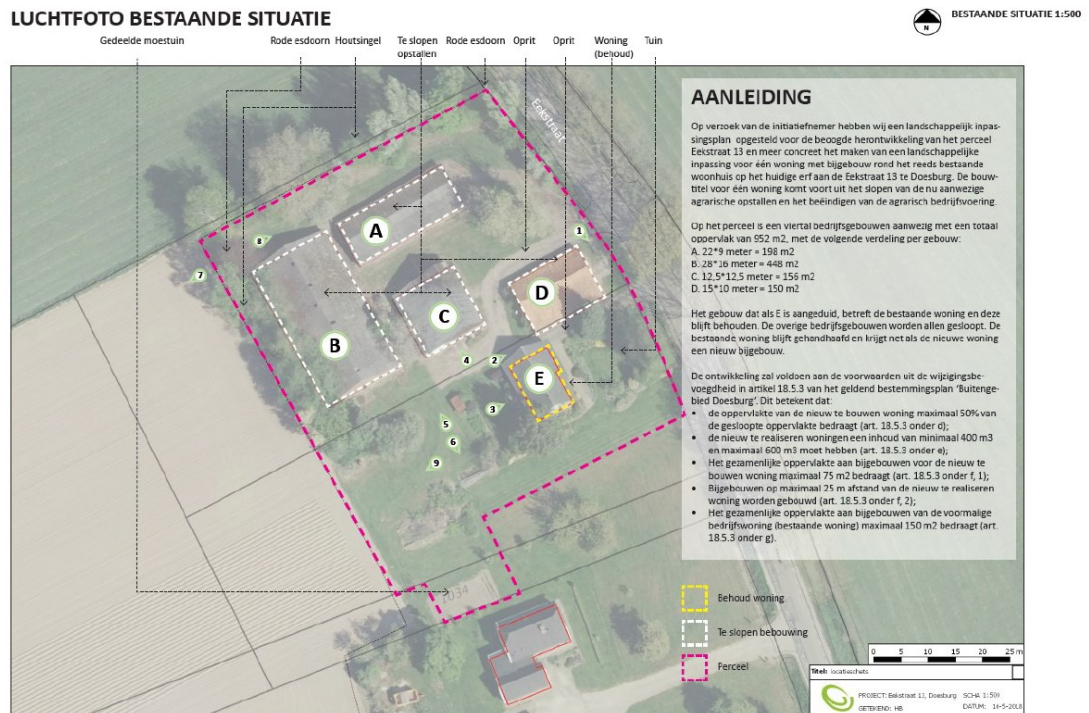 LUCHTFOTO BESTAANDE SITUATIE
N
BESTAANDE SITUATIE 1:500
Gedeelde moestuin
Rode esdoorn
Houtsingel
Te slopen
opstallen
Rode esdoorn
Oprit
Oprit
Woning
(behoud)
Tuin
Eekstraat
A
B
C
D
E
1
2
3
4
5
6
7
8
9
1034
AANLEIDING
Op verzoek van de initiatiefnemer hebben wij een landschappelijk inpas-
singsplan opgesteld voor de beoogde herontwikkeling van het perceel
Eekstraat 13 en meer concreet het maken van een landschappelijke
inpassing voor één woning met bijgebouw rond het reeds bestaande
woonhuis op het huidige erf aan de Eekstraat 13 te Doesburg. De bouw-
titel voor één woning komt voort uit het slopen van de nu aanwezige
agrarische opstallen en het beëindigen van de agrarisch bedrijfsvoering.
Op het perceel is een viertal bedrijfsgebouwen aanwezig met een totaal
oppervlak van 952 m2, met de volgende verdeling per gebouw:
A. 22*9 meter = 198 m2
B. 28*16 meter = 448 m2
C. 12,5*12,5 meter = 156 m2
D. 15*10 meter = 150 m2
Het gebouw dat als E is aangeduid, betreft de bestaande woning en deze
blijft behouden. De overige bedrijfsgebouwen worden allen gesloopt. De
bestaande woning blijft gehandhaafd en krijgt net als de nieuwe woning
een nieuw bijgebouw.
De ontwikkeling zal voldoen aan de voorwaarden uit de wijzigingsbe-
voegdheid in artikel 18.5.3 van het geldend bestemmingsplan 'Buitenge-
bied Doesburg'. Dit betekent dat:
• de oppervlakte van de nieuw te bouwen woning maximaal 50% van
de gesloopte oppervlakte bedraagt (art. 18.5.3 onder d);
• de nieuw te realiseren woningen een inhoud van minimaal 400 m3
en maximaal 600 m3 moet hebben (art. 18.5.3 onder e);
• Het gezamenlijke oppervlakte aan bijgebouwen voor de nieuw te
bouwen woning maximaal 75 m2 bedraagt (art. 18.5.3 onder f, 1);
• Bijgebouwen op maximaal 25 m afstand van de nieuw te realiseren
woning worden gebouwd (art. 18.5.3 onder f, 2);
• Het gezamenlijke oppervlakte aan bijgebouwen van de voormalige
bedrijfswoning (bestaande woning) maximaal 150 m2 bedraagt (art.
18.5.3 onder g).
Behoud woning
Te slopen bebouwing
Perceel
0 5 10 15 20 25 m
Titel: locatieschets
PROJECT: Eekstraat 13, Doesburg SCHA 1:500
GETEKEND: HB DATUM: 14-5-2018